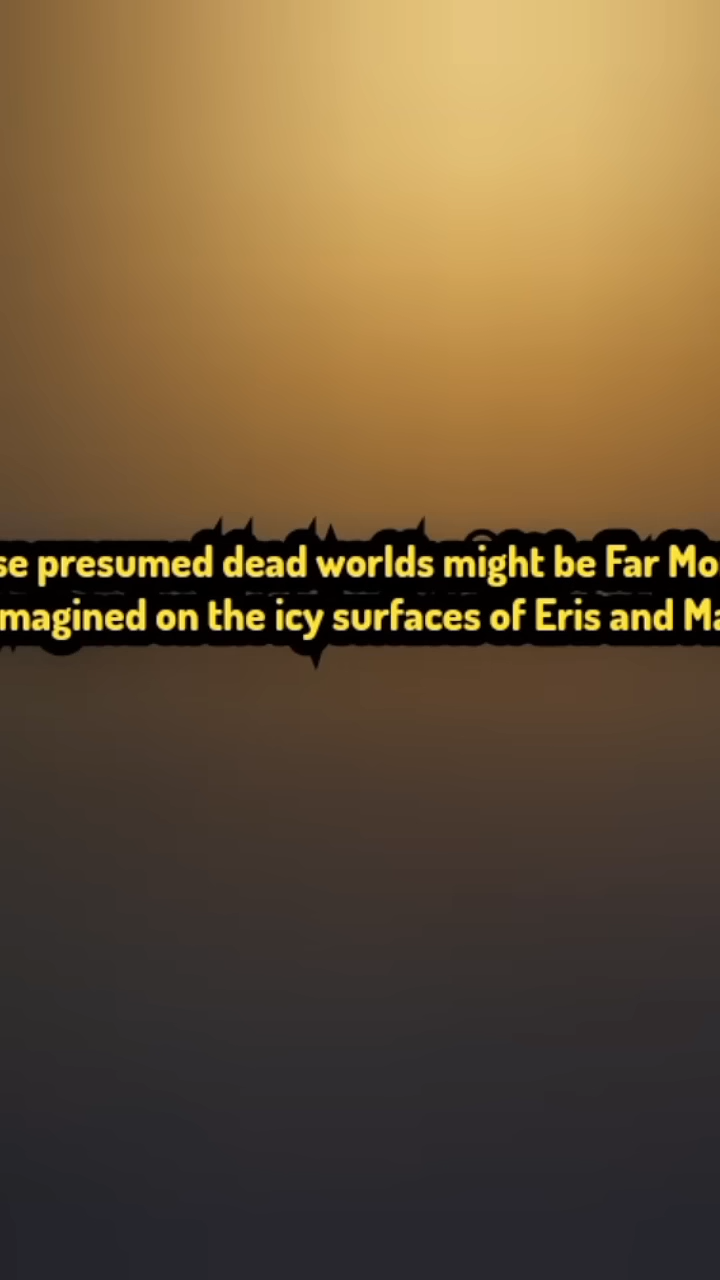 se presumed dead worlds might be Far Mo
magined on the icy surfaces of Eris and Ma